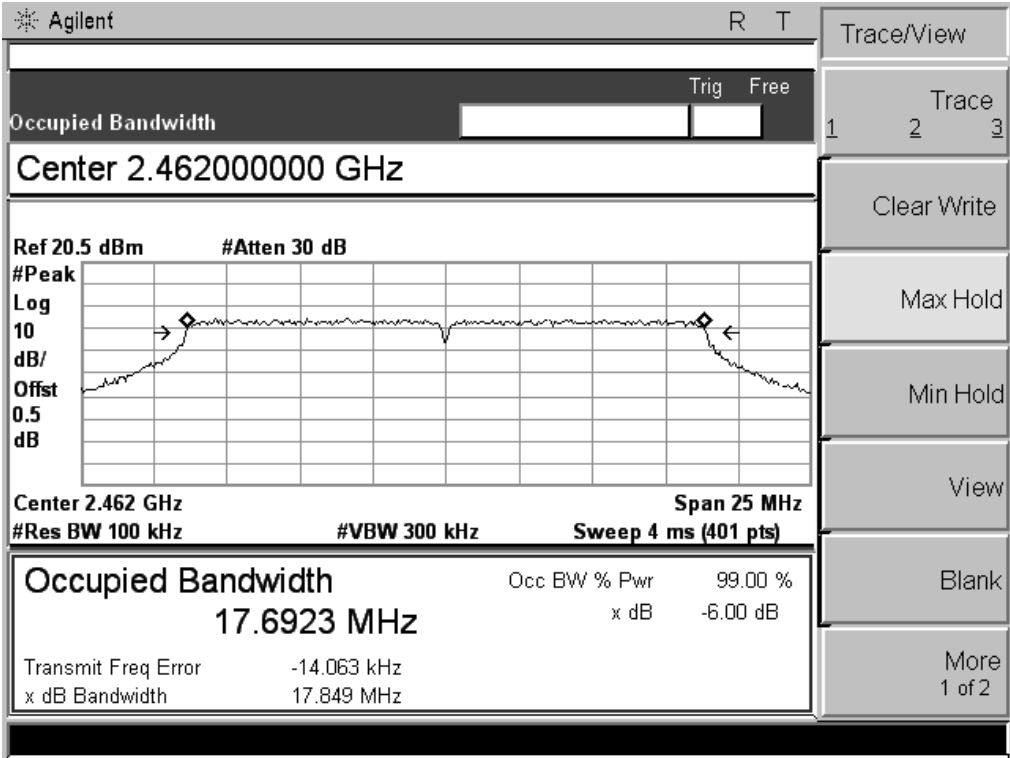 Agilent R T
Trace/View
Trig Free
Occupied Bandwidth
Trace
1 2 3
Center 2.462000000 GHz
Clear Write
Ref 20.5 dBm #Atten 30 dB
#Peak
Log
10
dB/
Offst
0.5
dB
Max Hold
Min Hold
Center 2.462 GHz Span 25 MHz
#Res BW 100 kHz #VBW 300 kHz Sweep 4 ms (401 pts)
View
Occupied Bandwidth Occ BW % Pwr 99.00 %
17.6923 MHz x dB -6.00 dB
Blank
Transmit Freq Error -14.063 kHz
x dB Bandwidth 17.849 MHz
More
1 of 2